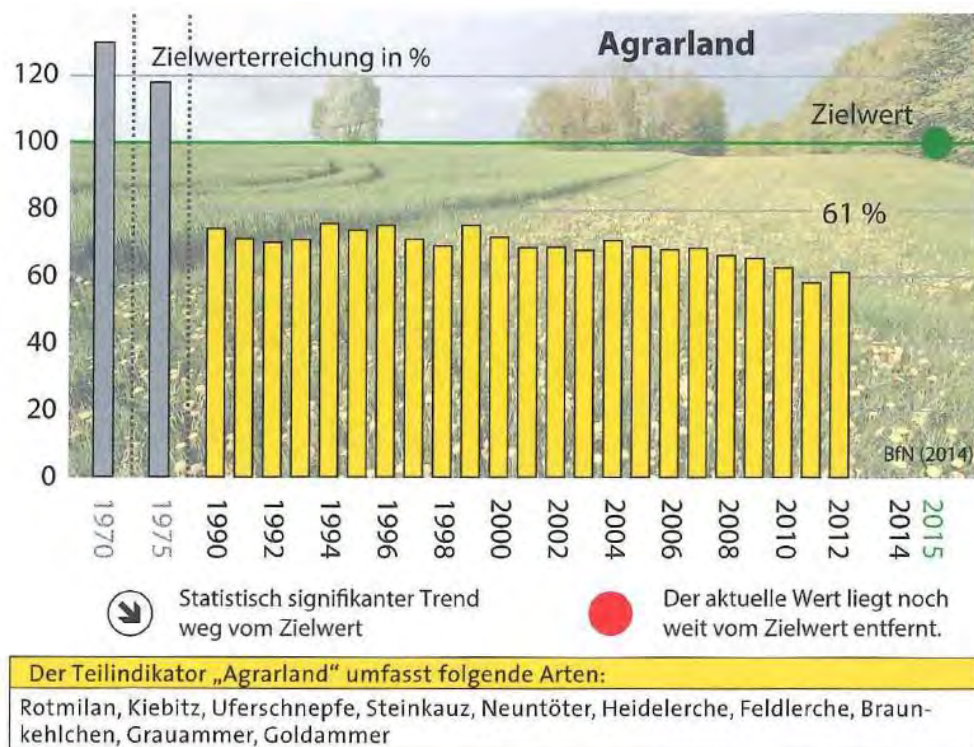 Agrarland
Zielwerterreichung in %
120
Zielwert
100
80
61 %
60
40
20
0
BfN (2014)
1970
1975
1990
1992
1994
1996
1998
2000
2002
2004
2006
2008
2010
2012
2014
2015
Statistisch signifikanter Trend
weg vom Zielwert
Der aktuelle Wert liegt noch
weit vom Zielwert entfernt.
Der Teilindikator „Agrarland“ umfasst folgende Arten:
Rotmilan, Kiebitz, Uferschnepfe, Steinkauz, Neuntöter, Heidelerche, Feldlerche, Braun-
kehlchen, Grauammer, Goldammer